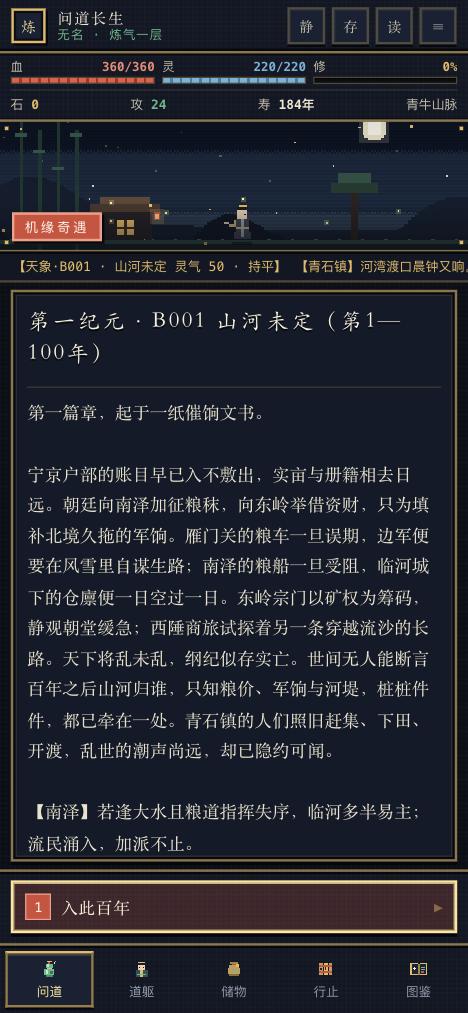 炼
问道长生
无名 · 炼气一层
静 存 读 ≡
血 360/360 灵 220/220 修 0%
石 0 攻 24 寿 184年 青牛山脉
机缘奇遇
【天象·B001 · 山河未定 灵气 50 · 持平】 【青石镇】河湾渡口晨钟又响
第一纪元 · B001 山河未定（第1—
100年）
第一篇章，起于一纸催饷文书。
宁京户部的账目早已入不敷出，实亩与册籍相去日
远。朝廷向南泽加征粮秣，向东岭举借资财，只为填
补北境久拖的军饷。雁门关的粮车一旦误期，边军便
要在风雪里自谋生路；南泽的粮船一旦受阻，临河城
下的仓廪便一日空过一日。东岭宗门以矿权为筹码，
静观朝堂缓急；西陲商旅试探着另一条穿越流沙的长
路。天下将乱未乱，纲纪似存实亡。世间无人能断言
百年之后山河归谁，只知粮价、军饷与河堤，桩桩件
件，都已牵在一处。青石镇的人们照旧赶集、下田、
开渡，乱世的潮声尚远，却已隐约可闻。
【南泽】若逢大水且粮道指挥失序，临河多半易主；
流民涌入，加派不止。
1 入此百年
问道 道躯 储物 行止 图鉴